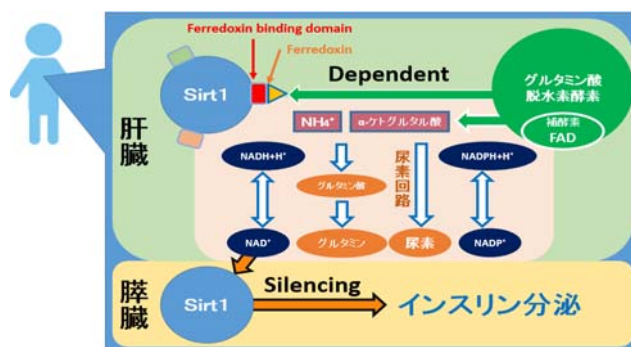 Ferredoxin binding domain
Ferredoxin
Sirt1
Dependent
グルタミン酸
脱水素酵素
補酵素
FAD
肝臓
NH₄⁺
α-ケトグルタル酸
NADH+H⁺
グルタミン酸
尿素回路
NADPH+H⁺
NAD⁺
グルタミン
尿素
NADP⁺
膵臓
Sirt1
Silencing
インスリン分泌